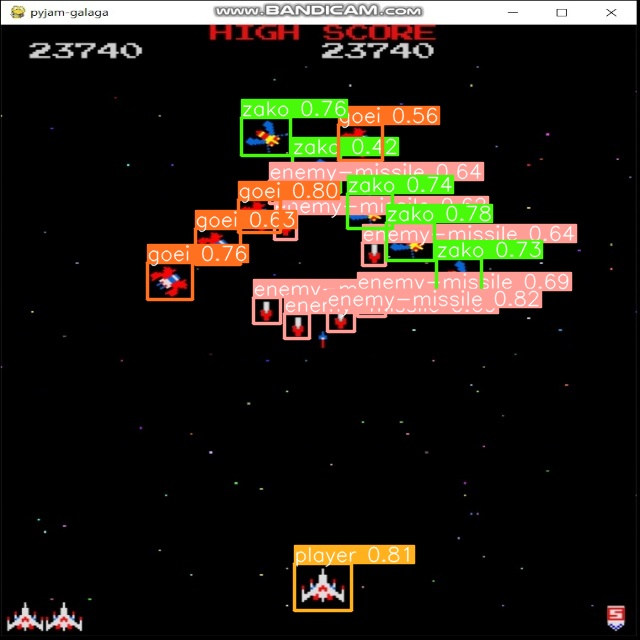 pyjam-galaga
www.BANDICAM.com
HIGH SCORE
23740 23740
zako 0.76
goei 0.56
zako 0.42
enemy-missile 0.64
zako 0.74
goei 0.80
zako 0.78
goei 0.63
enemy-missile 0.64
zako 0.73
goei 0.76
enemy-missile 0.69
enemy-missile 0.82
player 0.81
5